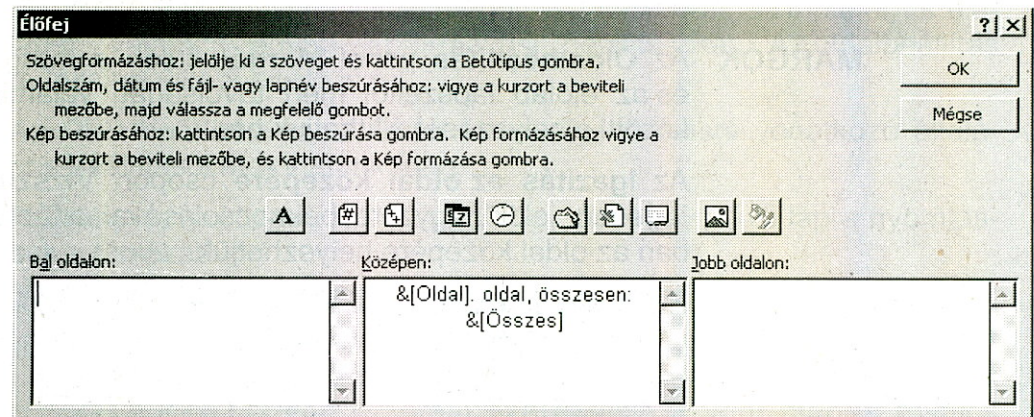 Élőfej
Szövegformázáshoz: jelölje ki a szöveget és kattintson a Betűtípus gombra.
Oldalszám, dátum és fájl- vagy lapnév beszúrásához: vigye a kurzort a beviteli
mezőbe, majd válassza a megfelelő gombot.
Kép beszúrásához: kattintson a Kép beszúrása gombra. Kép formázásához vigye a
kurzort a beviteli mezőbe, és kattintson a Kép formázása gombra.
OK
Mégse
A
Bal oldalon:
Középen:
Jobb oldalon:
&[Oldal]. oldal, összesen:
&[Összes]